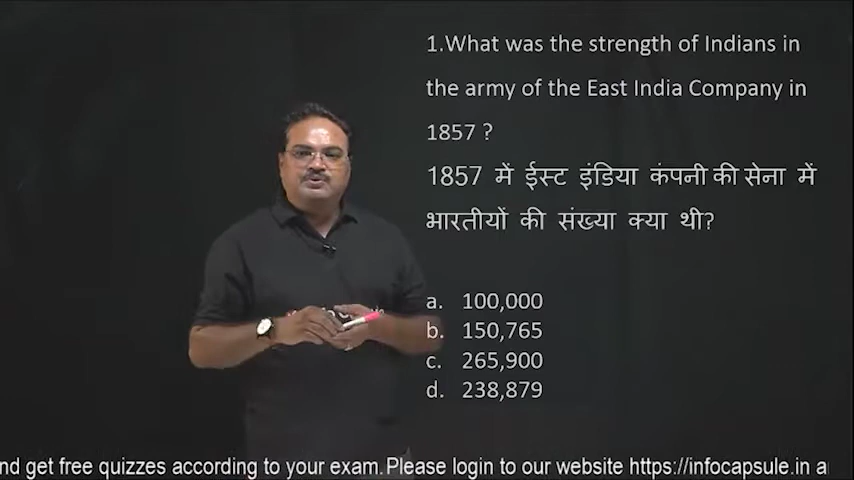 1.What was the strength of Indians in
the army of the East India Company in
1857 ?
1857 में ईस्ट इंडिया कंपनी की सेना में
भारतीयों की संख्या क्या थी?
a. 100,000
b. 150,765
c. 265,900
d. 238,879
nd get free quizzes according to your exam. Please login to our website https://infocapsule.in a